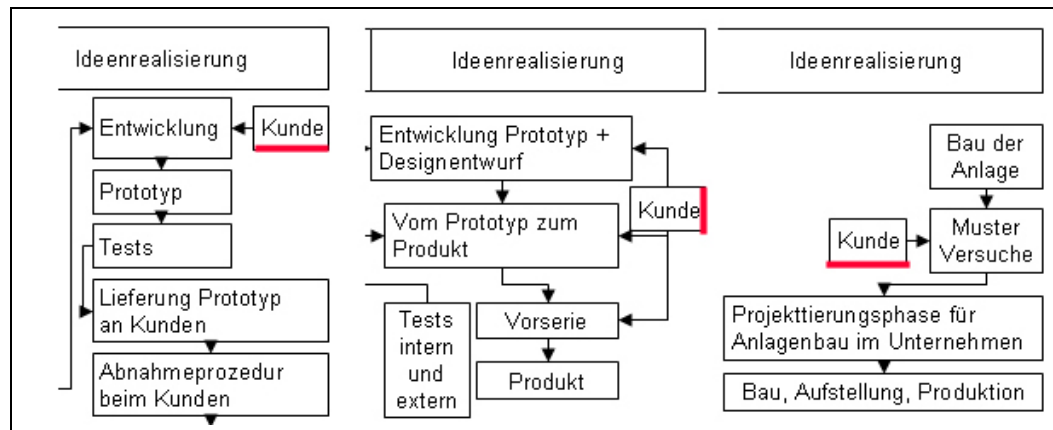 Ideenrealisierung
Entwicklung
Kunde
Prototyp
Tests
Lieferung Prototyp
an Kunden
Abnahmeprozedur
beim Kunden
Ideenrealisierung
Entwicklung Prototyp +
Designentwurf
Kunde
Vom Prototyp zum
Produkt
Tests
intern
und
extern
Vorserie
Produkt
Ideenrealisierung
Bau der
Anlage
Kunde
Muster
Versuche
Projekttierungsphase für
Anlagenbau im Unternehmen
Bau, Aufstellung, Produktion